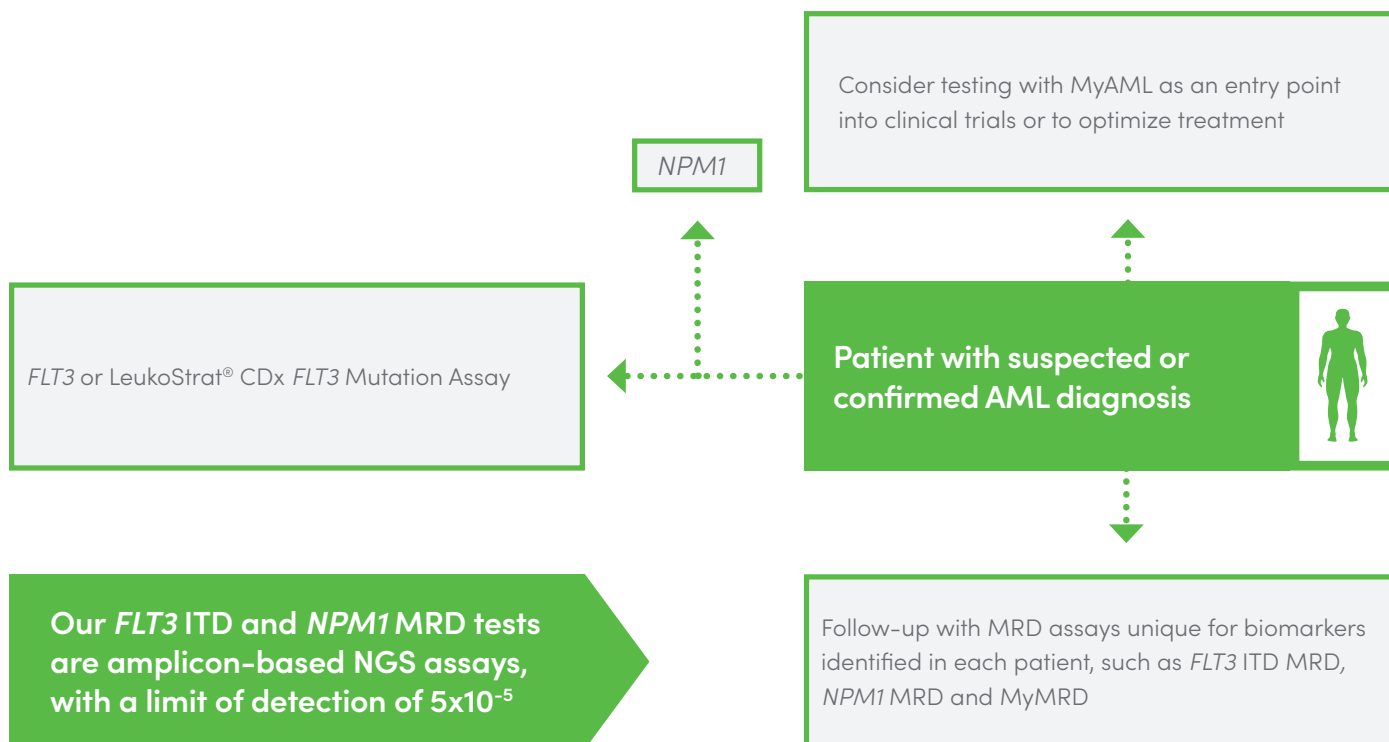 Consider testing with MyAML as an entry point
into clinical trials or to optimize treatment
NPM1
FLT3 or LeukoStrat® CDx FLT3 Mutation Assay
Patient with suspected or
confirmed AML diagnosis
Our FLT3 ITD and NPM1 MRD tests
are amplicon-based NGS assays,
with a limit of detection of 5x10⁻⁵
Follow-up with MRD assays unique for biomarkers
identified in each patient, such as FLT3 ITD MRD,
NPM1 MRD and MyMRD